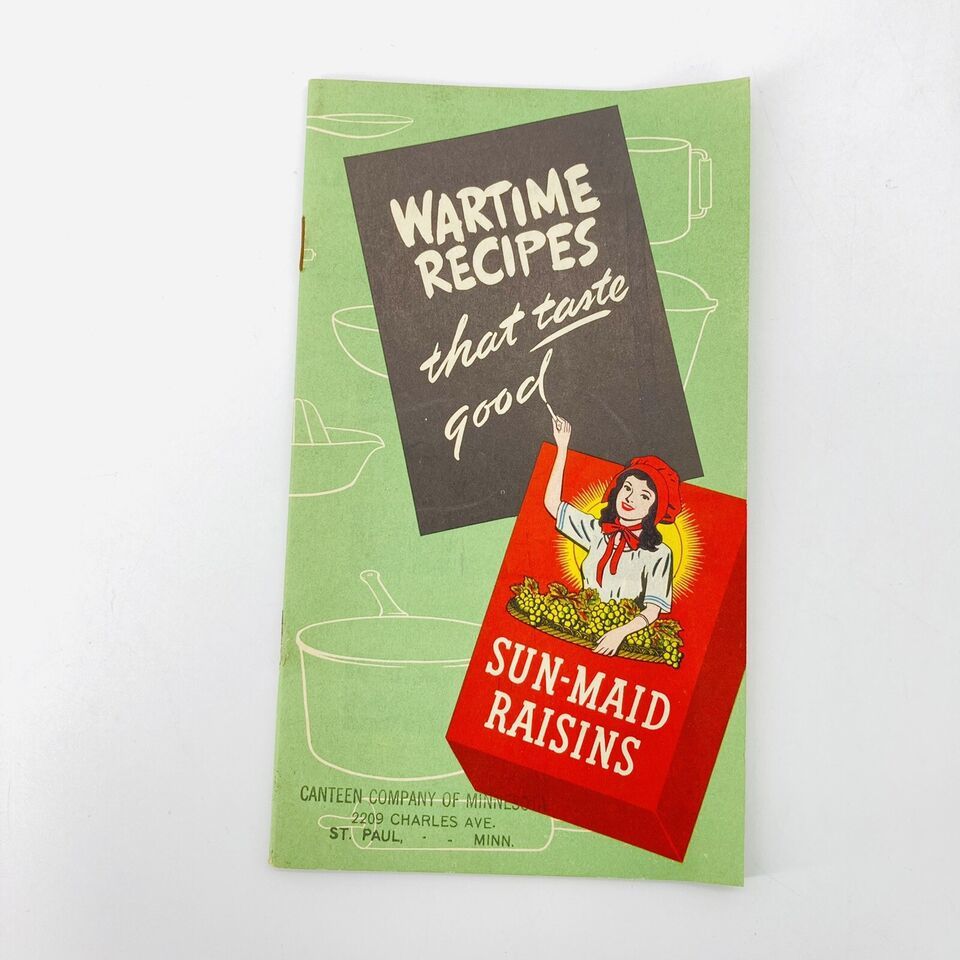 WARTIME
RECIPES
that taste
good
SUN-MAID
RAISINS
CANTEEN COMPANY OF MINNESOTA
2209 CHARLES AVE.
ST. PAUL, - - MINN.